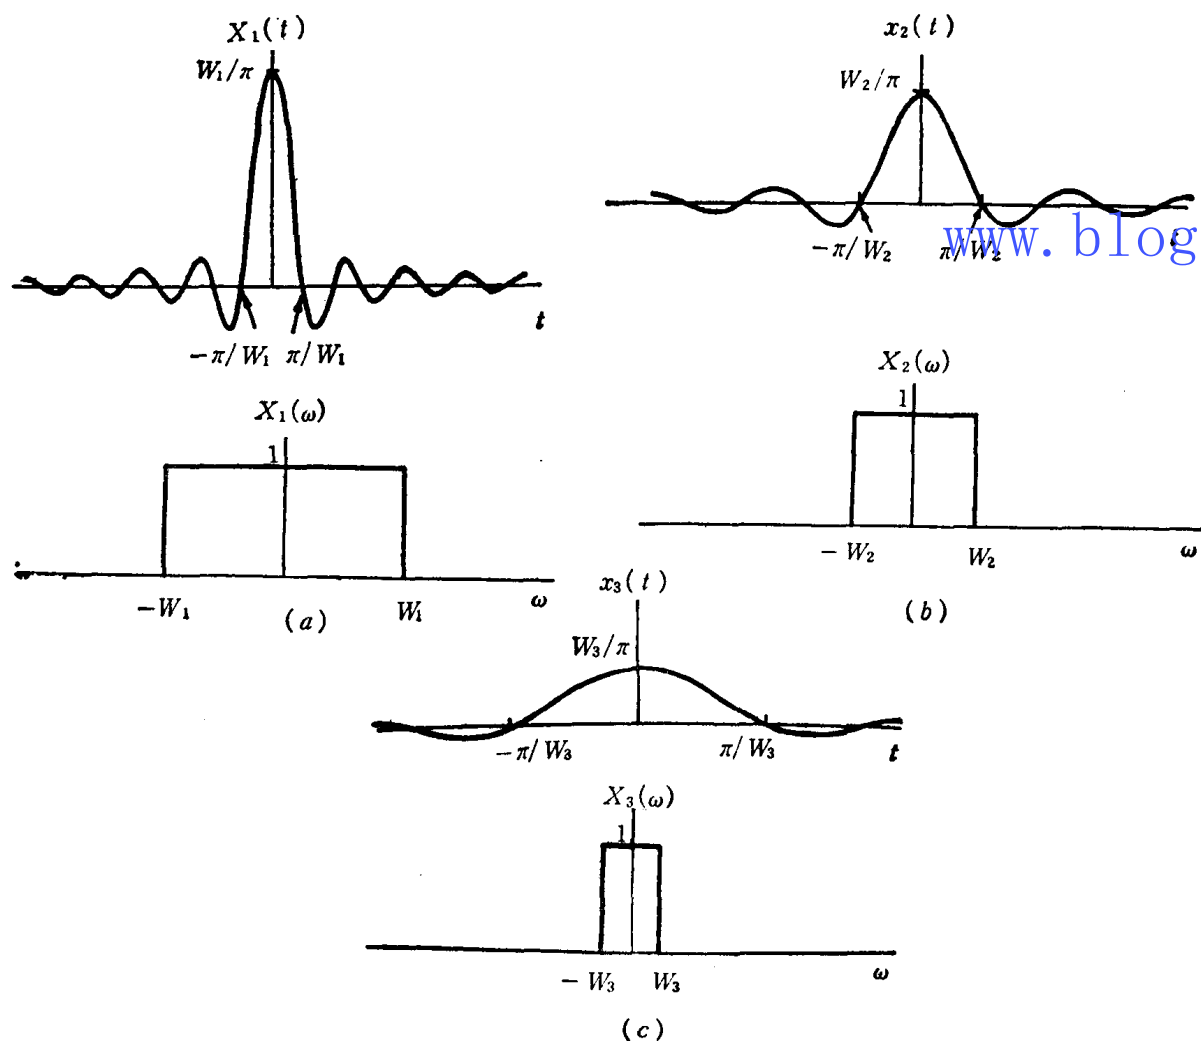 X₁(t)
W₁/π
-π/W₁ π/W₁
t
X₁(ω)
1
-W₁ W₁ ω
(a)
x₂(t)
W₂/π
-π/W₂ π/W₂
www.blog
X₂(ω)
1
-W₂ W₂ ω
(b)
x₃(t)
W₃/π
-π/W₃ π/W₃ t
X₃(ω)
1
-W₃ W₃ ω
(c)